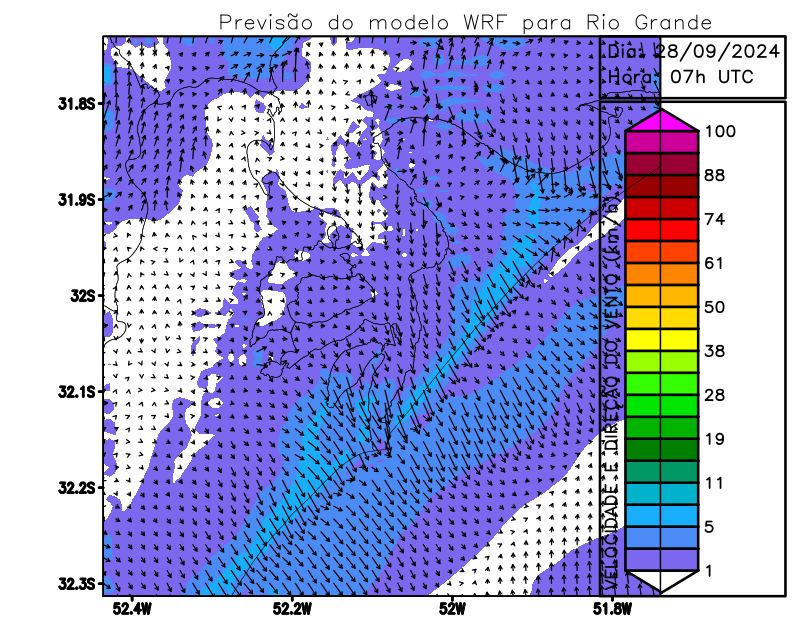 Previsão do modelo WRF para Rio Grande
Dia: 28/09/2024
Hora: 07h UTC
31.8S
31.9S
32S
32.1S
32.2S
32.3S
52.4W
52.2W
52W
51.8W
VELOCIDADE E DIREÇÃO DO VENTO (km/h)
100
88
74
61
50
38
28
19
11
5
1